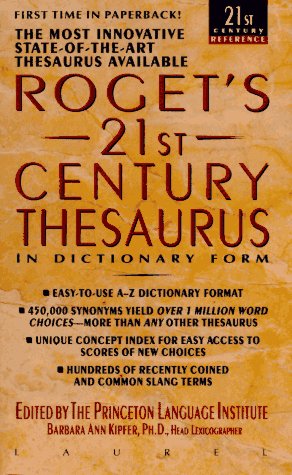 FIRST TIME IN PAPERBACK!
THE MOST INNOVATIVE
STATE-OF-THE-ART
THESAURUS AVAILABLE
21ST
CENTURY
REFERENCE
ROGET'S
21ST
CENTURY
THESAURUS
IN DICTIONARY FORM
■ EASY-TO-USE A–Z DICTIONARY FORMAT
■ 450,000 SYNONYMS YIELD OVER 1 MILLION WORD
CHOICES—MORE THAN ANY OTHER THESAURUS
■ UNIQUE CONCEPT INDEX FOR EASY ACCESS TO
SCORES OF NEW CHOICES
■ HUNDREDS OF RECENTLY COINED
AND COMMON SLANG TERMS
EDITED BY THE PRINCETON LANGUAGE INSTITUTE
BARBARA ANN KIPFER, PH.D., HEAD LEXICOGRAPHER
LAUREL